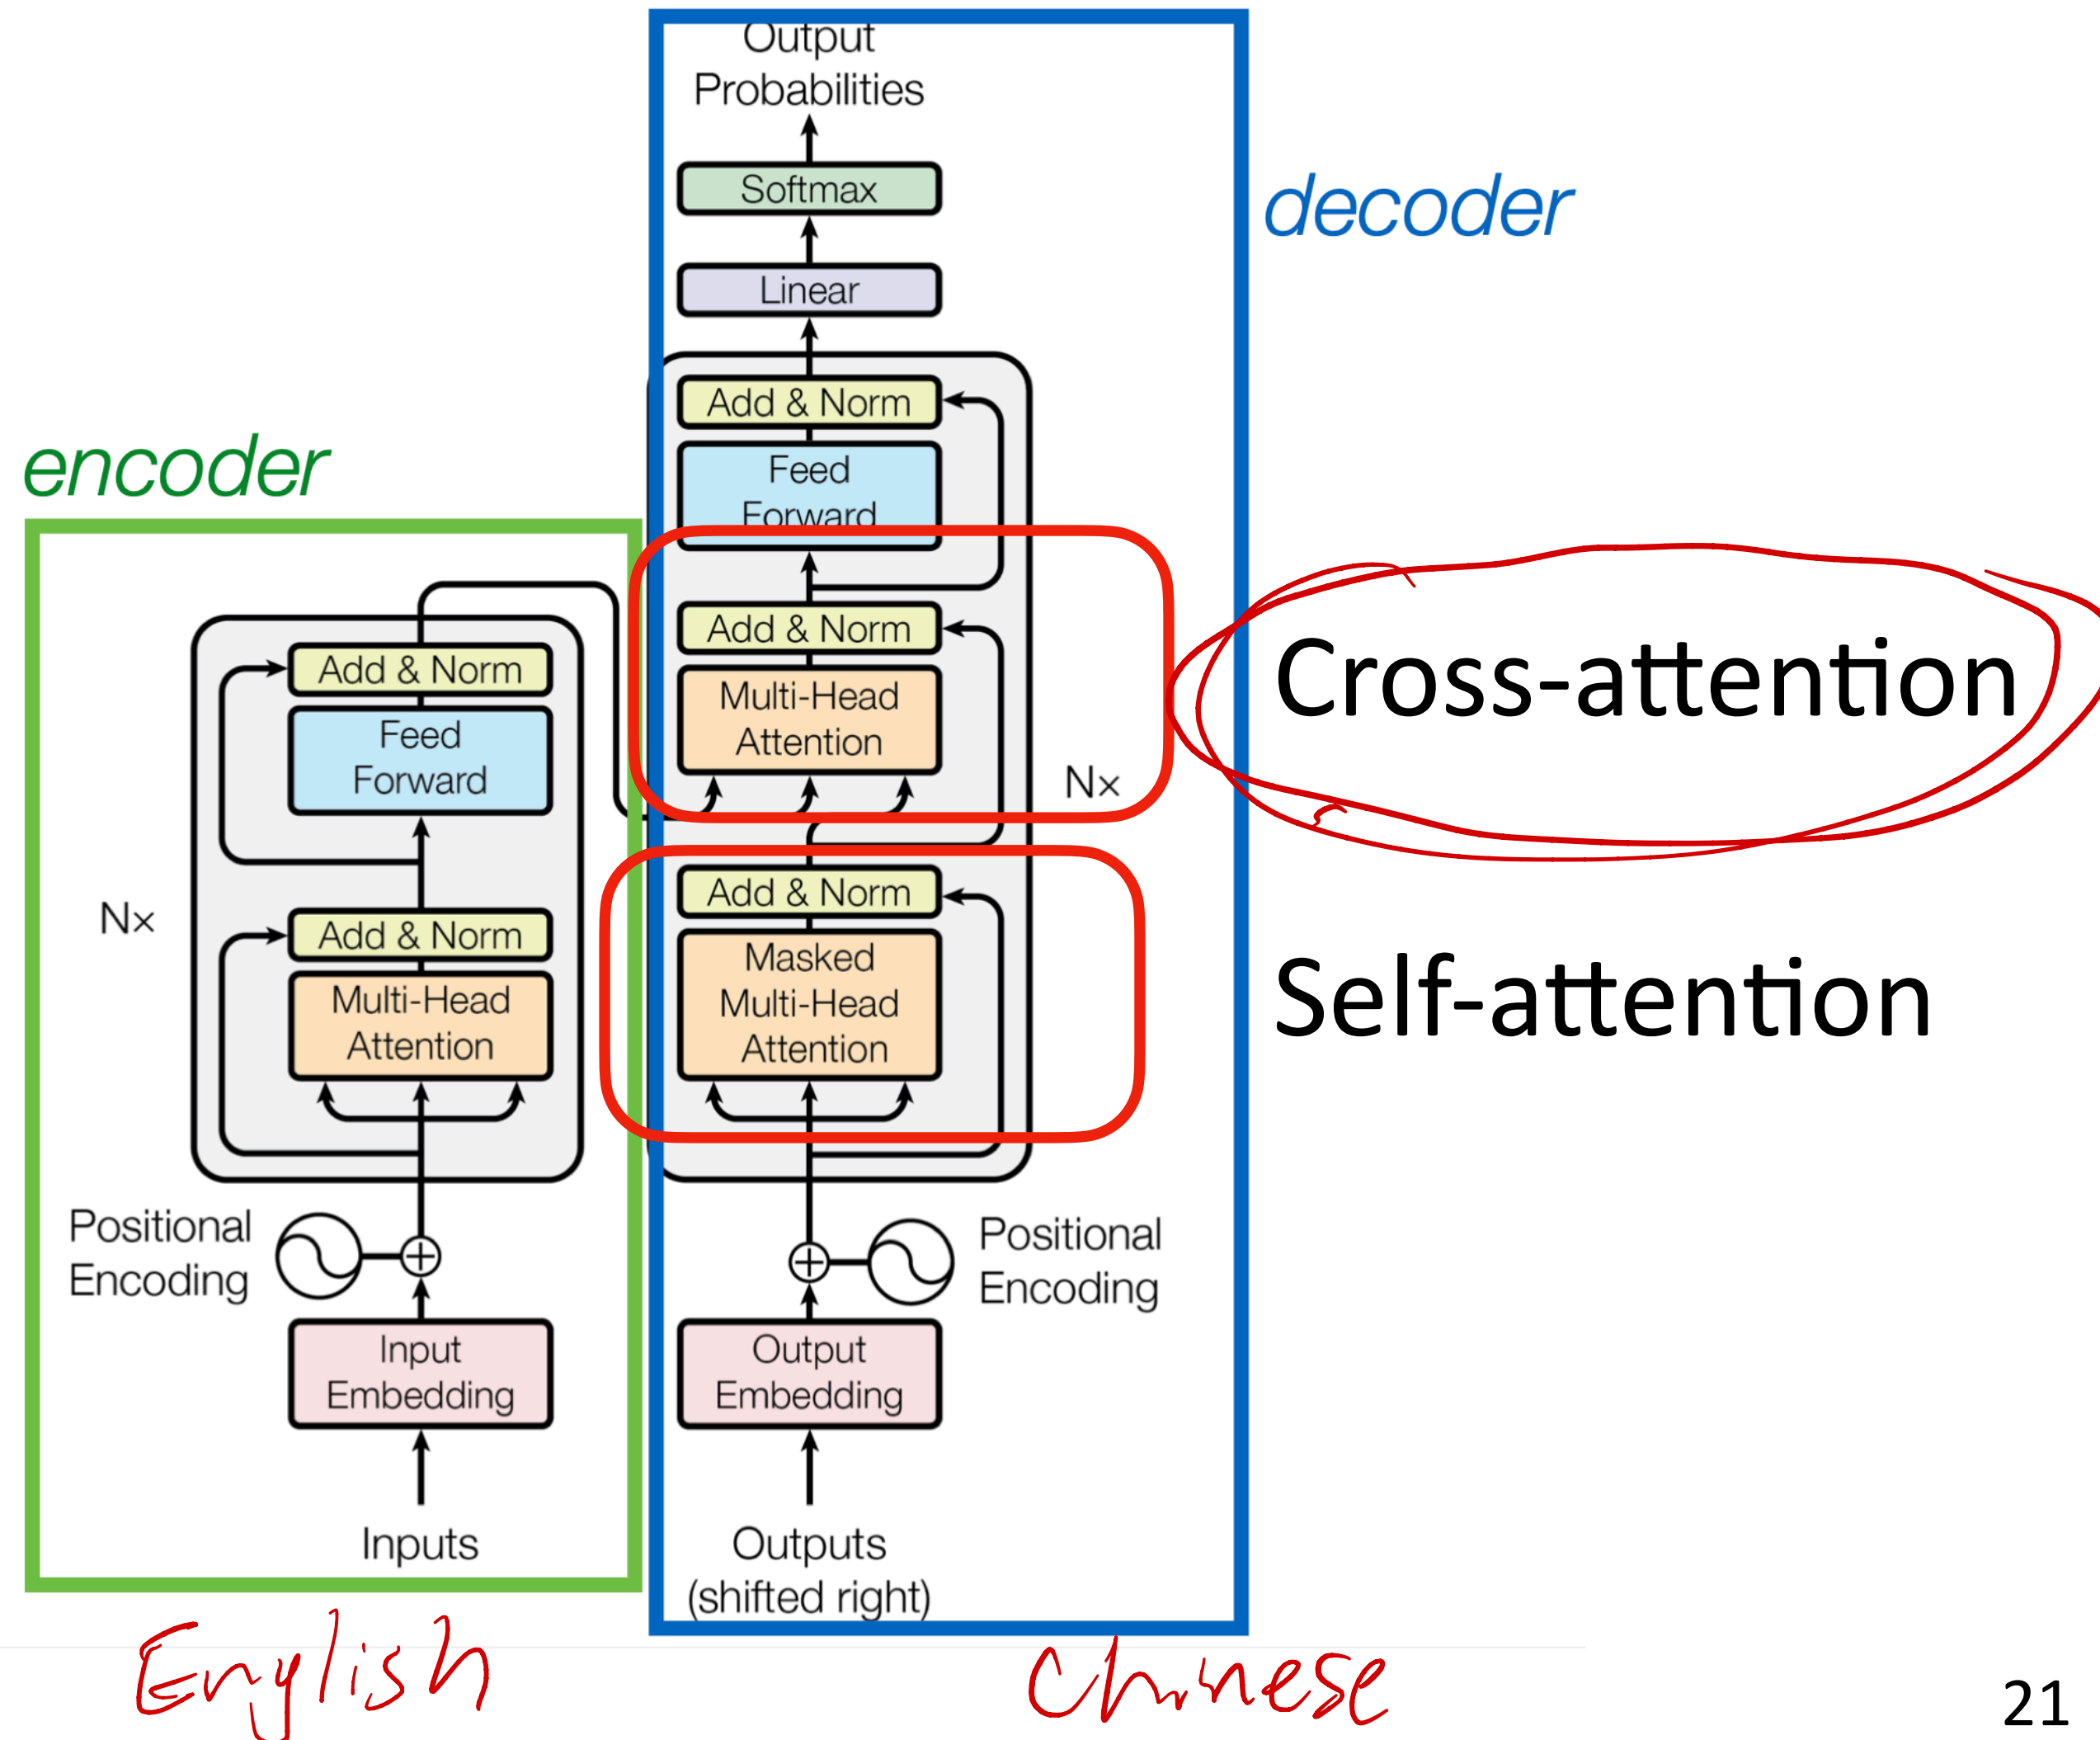 Output
Probabilities
Softmax
decoder
Linear
Add & Norm
Feed
Forward
encoder
Add & Norm
Multi-Head
Attention
Cross-attention
Nx
Add & Norm
Feed
Forward
Add & Norm
Masked
Multi-Head
Attention
Self-attention
Nx
Add & Norm
Multi-Head
Attention
Positional
Encoding
Positional
Encoding
Input
Embedding
Output
Embedding
Inputs
Outputs
(shifted right)
English
Chinese
21